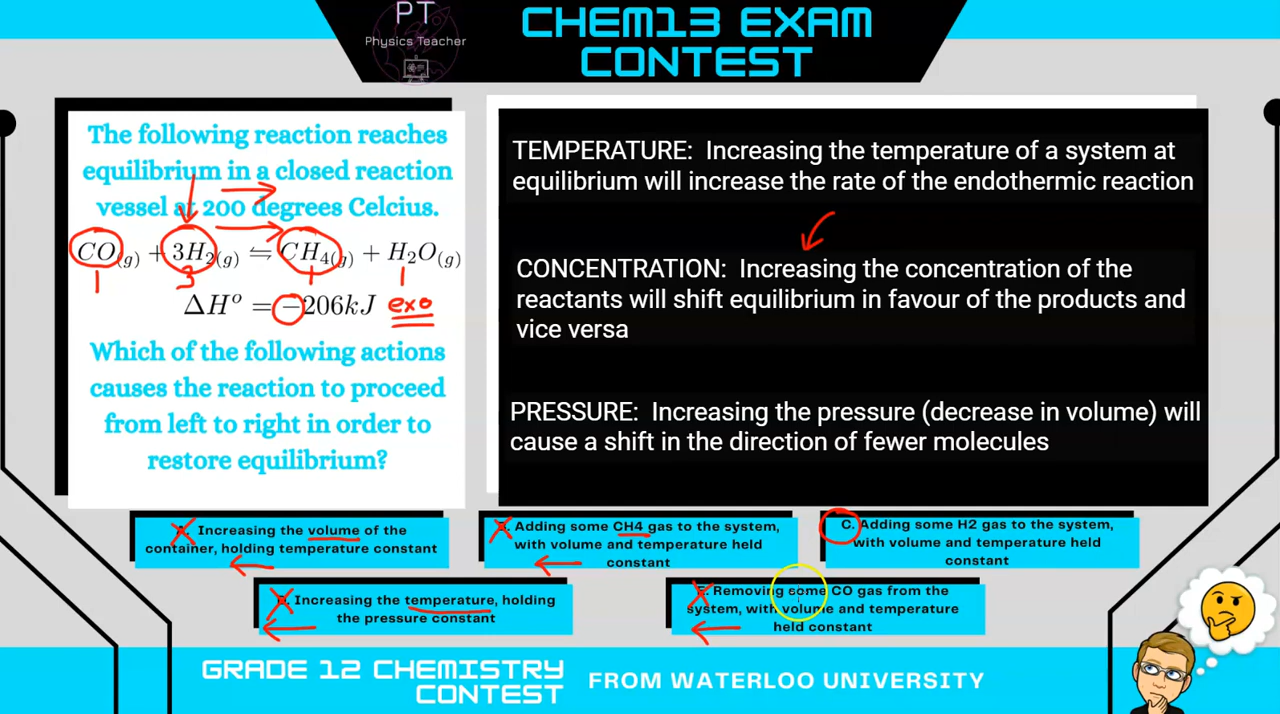 PT
Physics Teacher
CHEM13 EXAM
CONTEST
The following reaction reaches
equilibrium in a closed reaction
vessel at 200 degrees Celcius.
CO(g) + 3H₂(g) ⇋ CH₄(g) + H₂O(g)
1 3 1 1
ΔH° = −206kJ exo
Which of the following actions
causes the reaction to proceed
from left to right in order to
restore equilibrium?
TEMPERATURE: Increasing the temperature of a system at
equilibrium will increase the rate of the endothermic reaction
CONCENTRATION: Increasing the concentration of the
reactants will shift equilibrium in favour of the products and
vice versa
PRESSURE: Increasing the pressure (decrease in volume) will
cause a shift in the direction of fewer molecules
A. Increasing the volume of the
container, holding temperature constant
B. Adding some CH4 gas to the system,
with volume and temperature held
constant
C. Adding some H2 gas to the system,
with volume and temperature held
constant
D. Increasing the temperature, holding
the pressure constant
E. Removing some CO gas from the
system, with volume and temperature
held constant
GRADE 12 CHEMISTRY
CONTEST
FROM WATERLOO UNIVERSITY